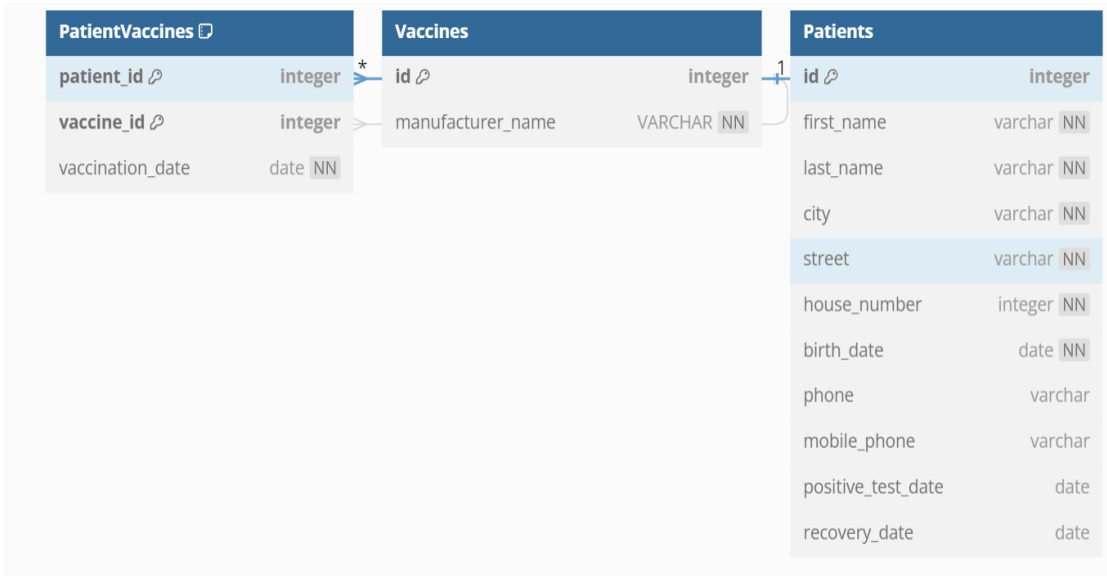 PatientVaccines
patient_id integer
vaccine_id integer
vaccination_date date NN
*
Vaccines
id integer
manufacturer_name VARCHAR NN
1
Patients
id integer
first_name varchar NN
last_name varchar NN
city varchar NN
street varchar NN
house_number integer NN
birth_date date NN
phone varchar
mobile_phone varchar
positive_test_date date
recovery_date date